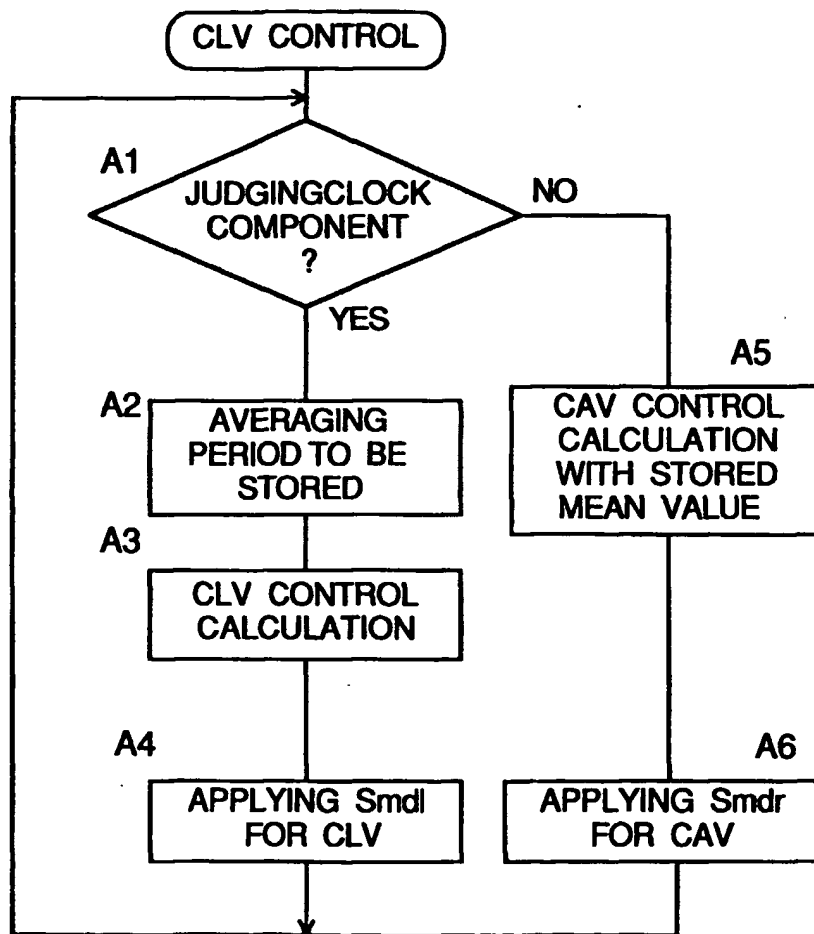 CLV CONTROL
A1
JUDGINGCLOCK
COMPONENT
?
NO
YES
A2
AVERAGING
PERIOD TO BE
STORED
A3
CLV CONTROL
CALCULATION
A4
APPLYING Smdl
FOR CLV
A5
CAV CONTROL
CALCULATION
WITH STORED
MEAN VALUE
A6
APPLYING Smdr
FOR CAV